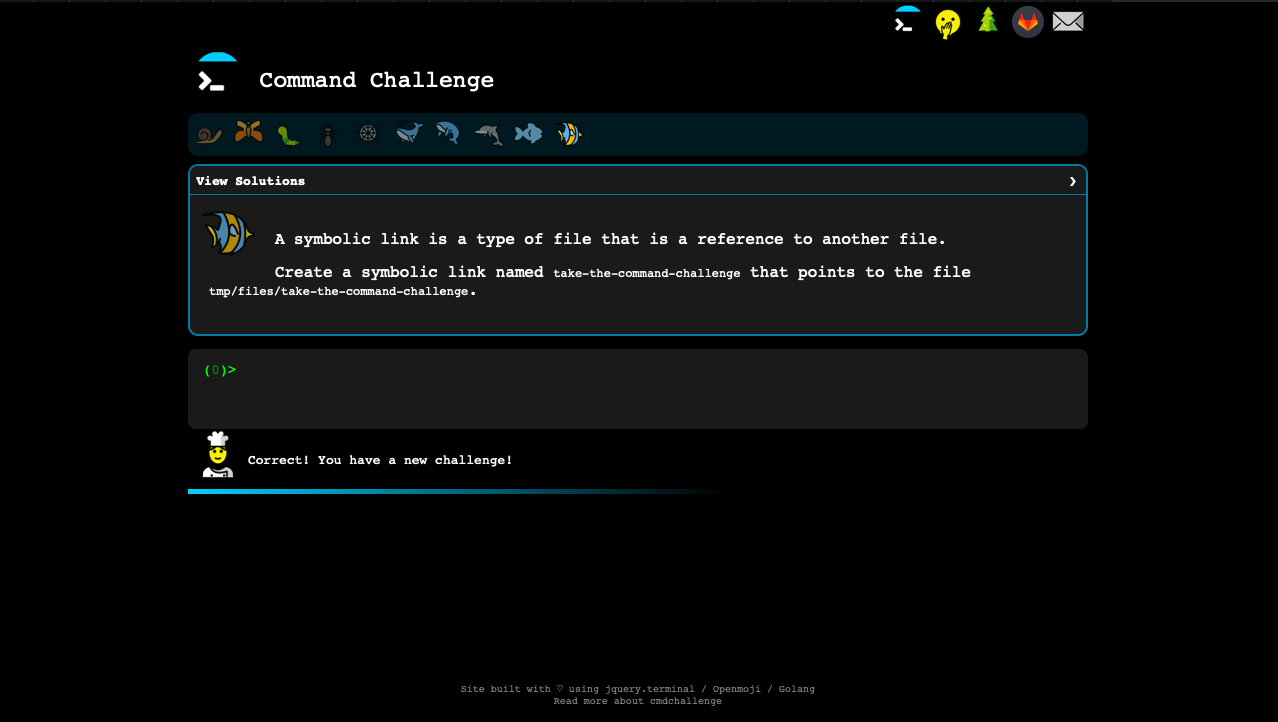 Command Challenge
View Solutions ❯
A symbolic link is a type of file that is a reference to another file.
Create a symbolic link named take-the-command-challenge that points to the file
tmp/files/take-the-command-challenge.
(0)>
Correct! You have a new challenge!
Site built with ♡ using jquery.terminal / Openmoji / Golang
Read more about cmdchallenge